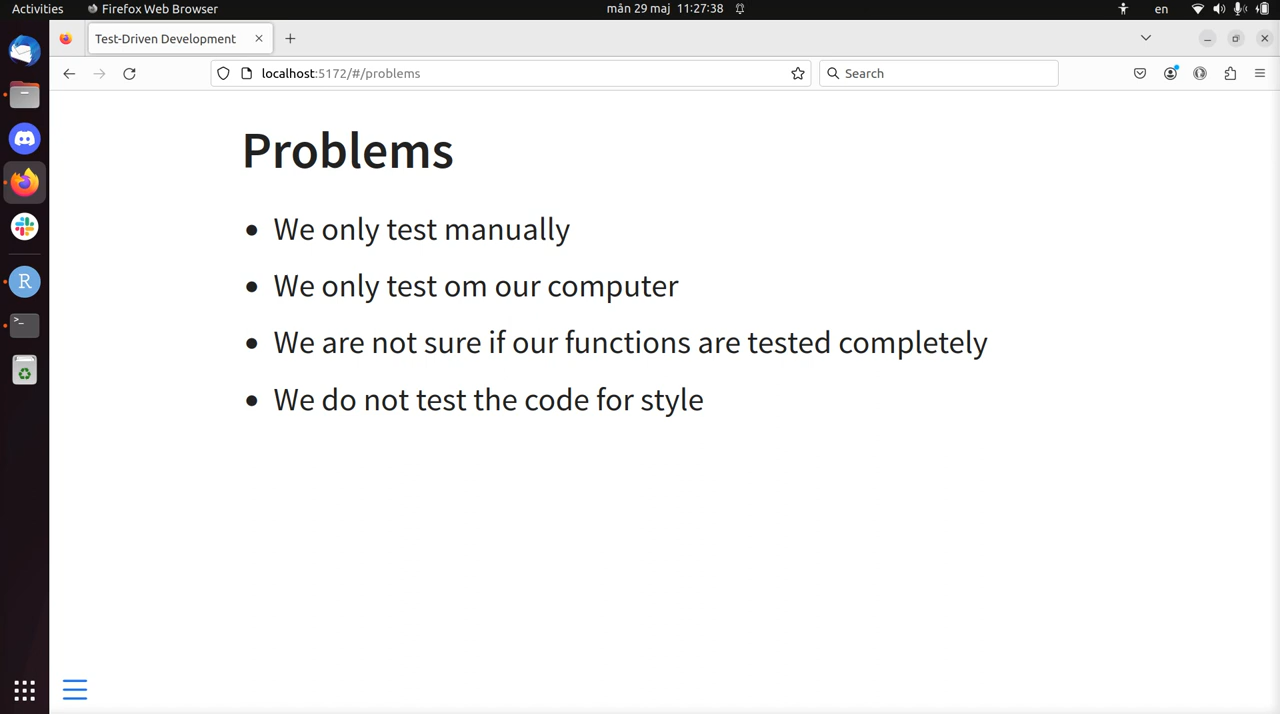 Activities
Firefox Web Browser
mån 29 maj 11:27:38
en
Test-Driven Development
localhost:5172/#/problems
Search
Problems
We only test manually
We only test om our computer
We are not sure if our functions are tested completely
We do not test the code for style
R